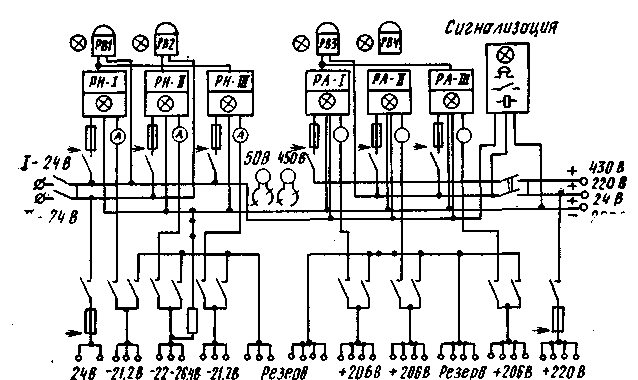 Сигнализация
РВ1 РВ2 РВ3 РВ4
РН-I РН-II РН-III РА-I РА-II РА-III
А А А
50В 450В
I-24В
-24В
+ 430В
220В
+ 24В
24В -21,2В -22-26,4В -21,2В Резерв +206В +206В Резерв +206В +220В